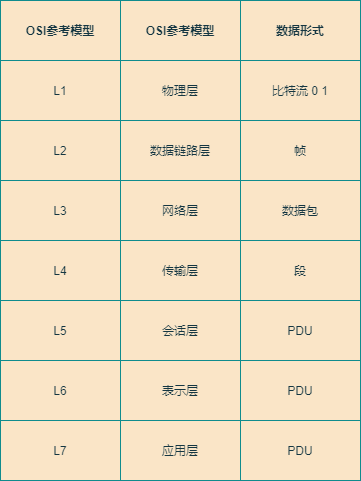 OSI参考模型 OSI参考模型 数据形式
L1 物理层 比特流 0 1
L2 数据链路层 帧
L3 网络层 数据包
L4 传输层 段
L5 会话层 PDU
L6 表示层 PDU
L7 应用层 PDU